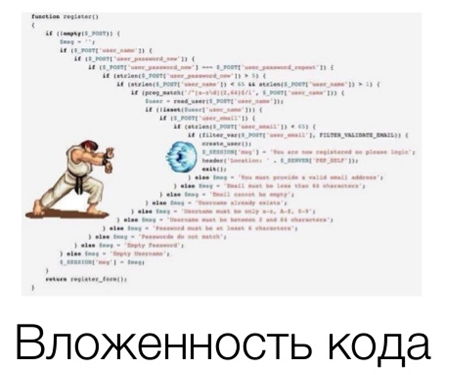 function register()
{
if (!empty($_POST)) {
$msg = '';
if ($_POST['user_name']) {
if ($_POST['user_password_new']) {
if ($_POST['user_password_new'] === $_POST['user_password_repeat']) {
if (strlen($_POST['user_password_new']) > 5) {
if (strlen($_POST['user_name']) < 65 && strlen($_POST['user_name']) > 1) {
if (preg_match('/^[a-z\d]{2,64}$/i', $_POST['user_name'])) {
$user = read_user($_POST['user_name']);
if (!isset($user['user_name'])) {
if ($_POST['user_email']) {
if (strlen($_POST['user_email']) < 65) {
if (filter_var($_POST['user_email'], FILTER_VALIDATE_EMAIL)) {
create_user();
$_SESSION['msg'] = 'You are now registered so please login';
header('Location: ' . $_SERVER['PHP_SELF']);
exit();
} else $msg = 'You must provide a valid email address';
} else $msg = 'Email must be less than 64 characters';
} else $msg = 'Email cannot be empty';
} else $msg = 'Username already exists';
} else $msg = 'Username must be only a-z, A-Z, 0-9';
} else $msg = 'Username must be between 2 and 64 characters';
} else $msg = 'Password must be at least 6 characters';
} else $msg = 'Passwords do not match';
} else $msg = 'Empty Password';
} else $msg = 'Empty Username';
$_SESSION['msg'] = $msg;
}
return register_form();
}
Вложенность кода